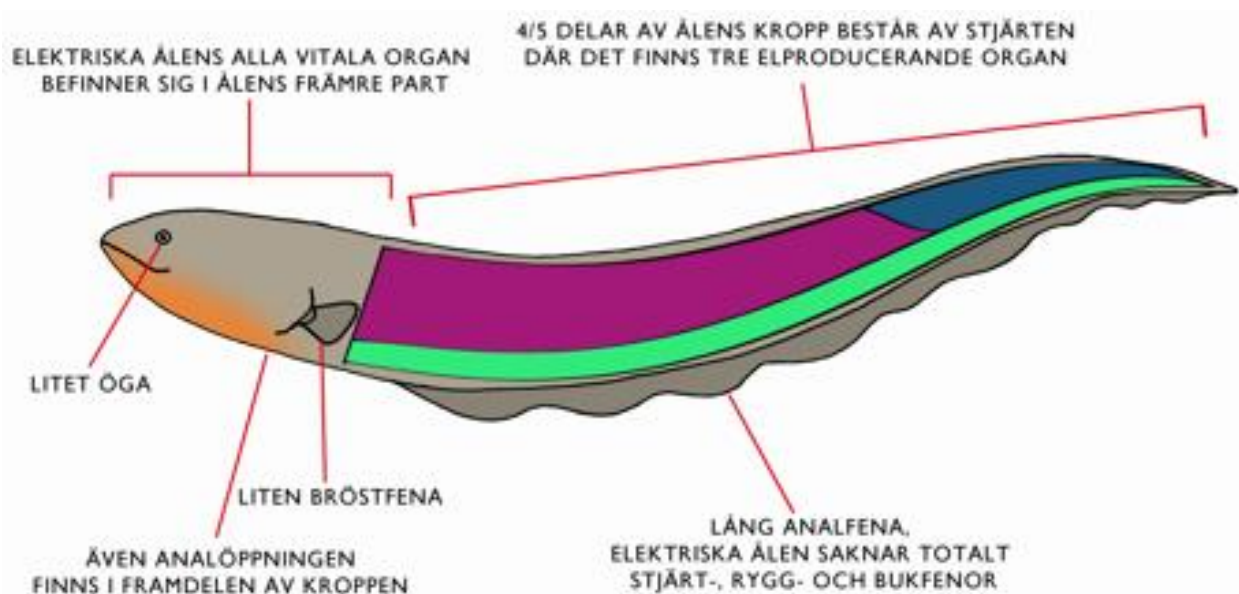 ELEKTRISKA ÅLENS ALLA VITALA ORGAN
BEFINNER SIG I ÅLENS FRÄMRE PART
4/5 DELAR AV ÅLENS KROPP BESTÅR AV STJÄRTEN
DÄR DET FINNS TRE ELPRODUCERANDE ORGAN
LITET ÖGA
LITEN BRÖSTFENA
ÄVEN ANALÖPPNINGEN
FINNS I FRAMDELEN AV KROPPEN
LÅNG ANALFENA,
ELEKTRISKA ÅLEN SAKNAR TOTALT
STJÄRT-, RYGG- OCH BUKFENOR